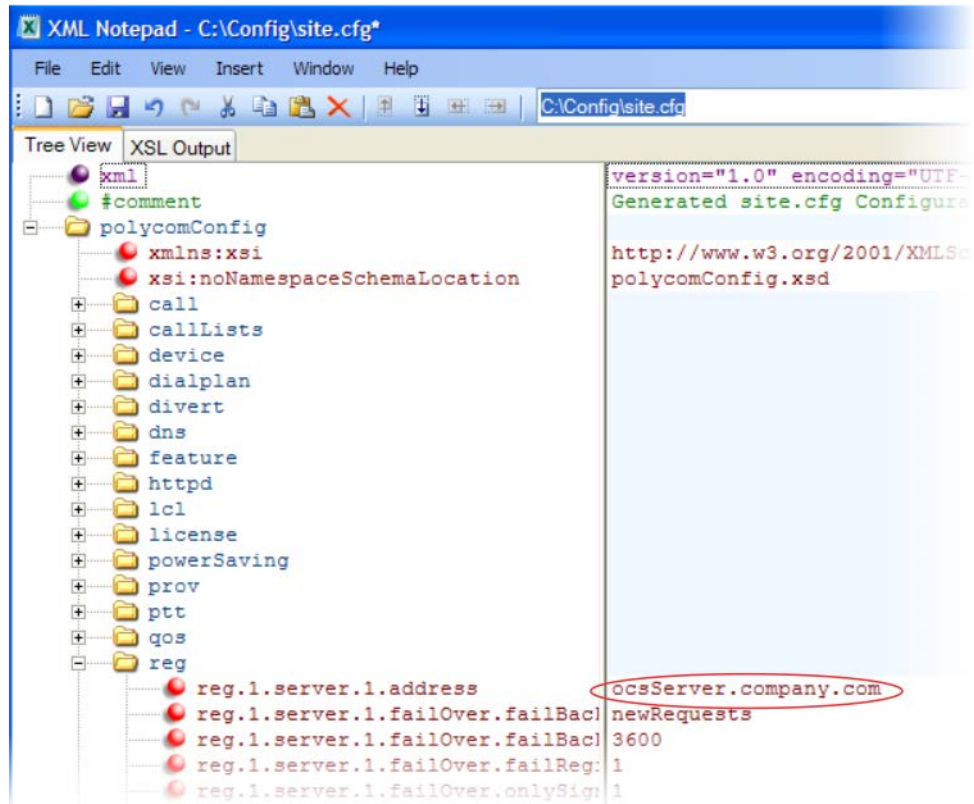 XML Notepad - C:\Config\site.cfg*
File Edit View Insert Window Help
C:\Config\site.cfg
Tree View XSL Output
xml version="1.0" encoding="UTF-
#comment Generated site.cfg Configura
polycomConfig
xmlns:xsi http://www.w3.org/2001/XMLSc
xsi:noNamespaceSchemaLocation polycomConfig.xsd
call
callLists
device
dialplan
divert
dns
feature
httpd
lcl
license
powerSaving
prov
ptt
qos
reg
reg.1.server.1.address ocsServer.company.com
reg.1.server.1.failOver.failBac newRequests
reg.1.server.1.failOver.failBac 3600
reg.1.server.1.failOver.failReg 1
reg.1.server.1.failOver.onlySig 1